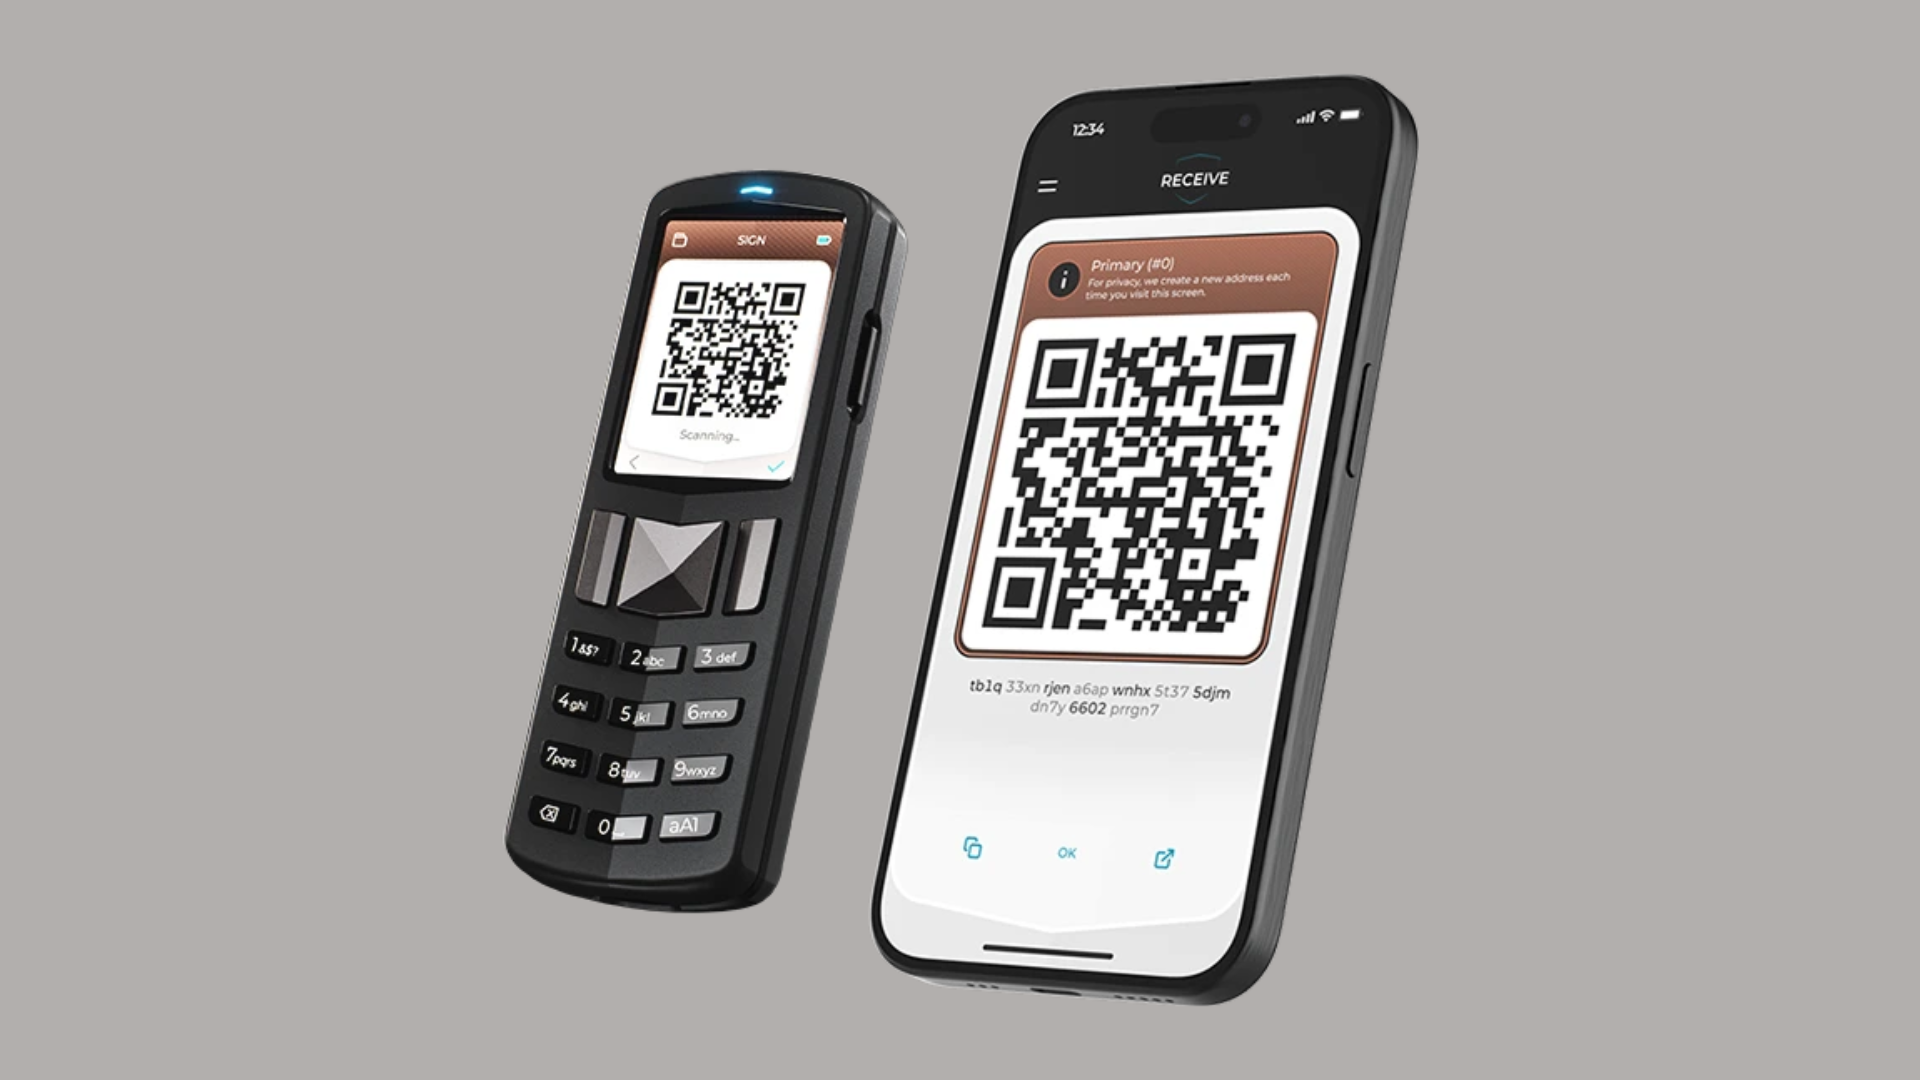 SIGN
Scanning...
1 &$?
2 abc
3 def
4 ghi
5 jkl
6 mno
7 pqrs
8 tuv
9 wxyz
0
aA1
12:34
RECEIVE
Primary (#0)
For privacy, we create a new address each
time you visit this screen.
tb1q 33xn rjen a6ap wnhx 5t37 5djm
dn7y 6602 prrgn7
OK